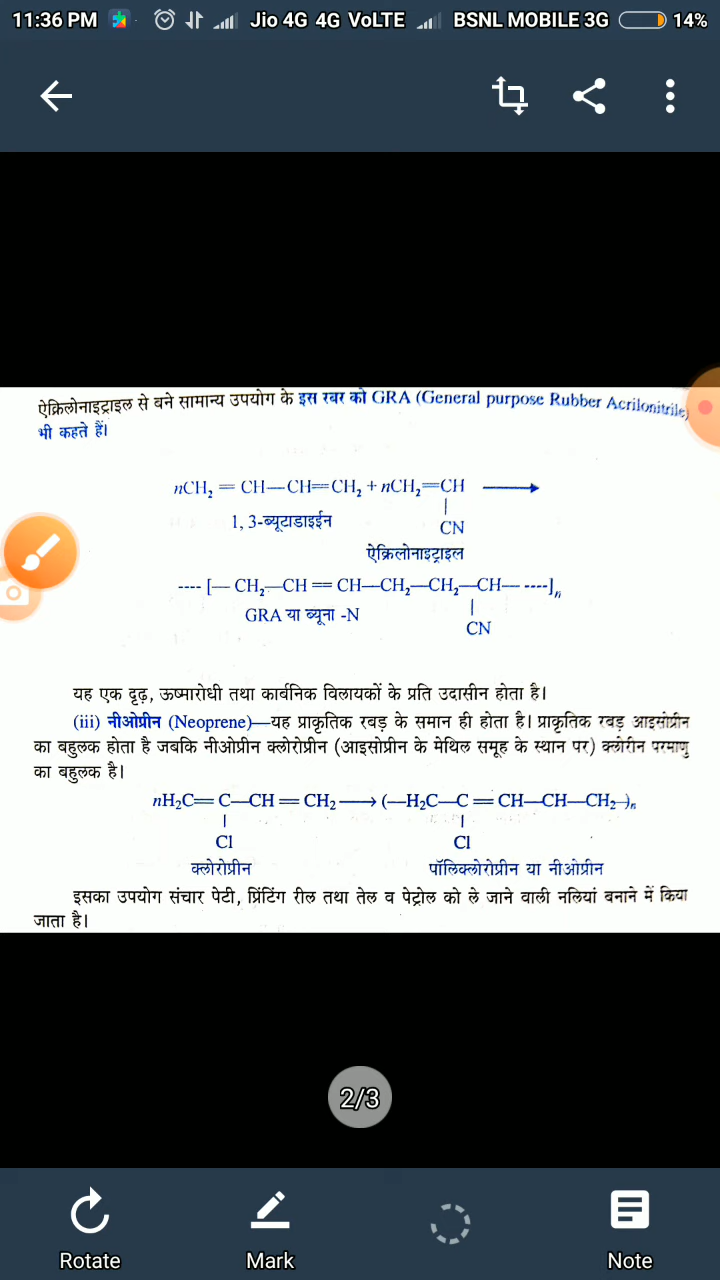 11:36 PM Jio 4G 4G VoLTE BSNL MOBILE 3G 14%
ऐक्रिलोनाइट्राइल से बने सामान्य उपयोग के इस रबर को GRA (General purpose Rubber Acrilonitrile)
भी कहते हैं।
nCH₂ = CH—CH=CH₂ + nCH₂=CH ⟶
|
1, 3-ब्यूटाडाइईन CN
ऐक्रिलोनाइट्राइल
---- [— CH₂—CH = CH—CH₂—CH₂—CH— ----]ₙ
|
GRA या ब्यूना -N CN
यह एक दृढ़, ऊष्मारोधी तथा कार्बनिक विलायकों के प्रति उदासीन होता है।
(iii) नीओप्रीन (Neoprene)—यह प्राकृतिक रबड़ के समान ही होता है। प्राकृतिक रबड़ आइसोप्रीन
का बहुलक होता है जबकि नीओप्रीन क्लोरोप्रीन (आइसोप्रीन के मेथिल समूह के स्थान पर) क्लोरीन परमाणु
का बहुलक है।
nH₂C= C—CH = CH₂ ⟶ (—H₂C—C = CH—CH—CH₂—)ₙ
| |
Cl Cl
क्लोरोप्रीन पॉलिक्लोरोप्रीन या नीओप्रीन
इसका उपयोग संचार पेटी, प्रिंटिंग रील तथा तेल व पेट्रोल को ले जाने वाली नलियां बनाने में किया
जाता है।
2/3
Rotate Mark Note